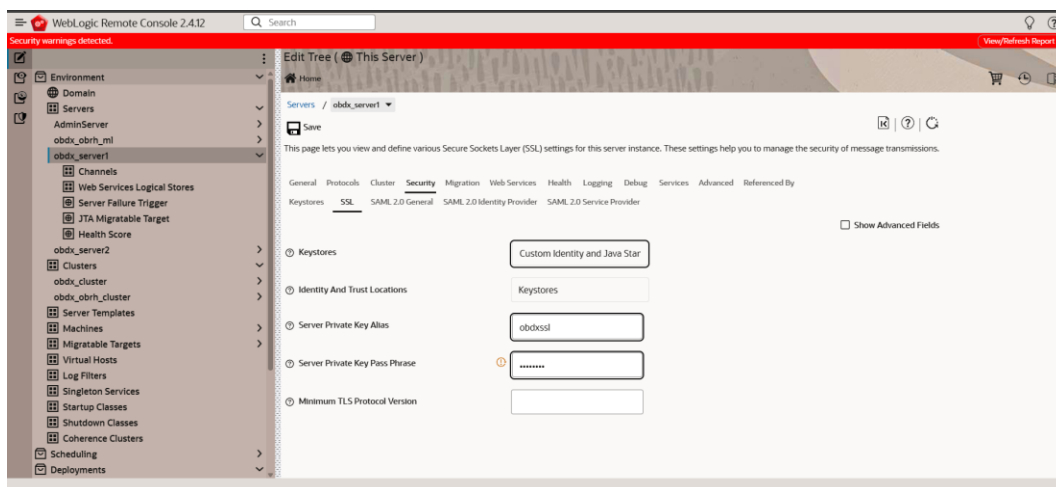 WebLogic Remote Console 2.4.12
Search
Security warnings detected.
View/Refresh Report
Edit Tree ( This Server )
Home
Environment
Domain
Servers
AdminServer
obdx_obrh_ml
obdx_server1
Channels
Web Services Logical Stores
Server Failure Trigger
JTA Migratable Target
Health Score
obdx_server2
Clusters
obdx_cluster
obdx_obrh_cluster
Server Templates
Machines
Migratable Targets
Virtual Hosts
Log Filters
Singleton Services
Startup Classes
Shutdown Classes
Coherence Clusters
Scheduling
Deployments
Servers / obdx_server1
Save
This page lets you view and define various Secure Sockets Layer (SSL) settings for this server instance. These settings help you to manage the security of message transmissions.
General Protocols Cluster Security Migration Web Services Health Logging Debug Services Advanced Referenced By
Keystores SSL SAML 2.0 General SAML 2.0 Identity Provider SAML 2.0 Service Provider
Show Advanced Fields
Keystores Custom Identity and Java Star
Identity And Trust Locations Keystores
Server Private Key Alias obdxssl
Server Private Key Pass Phrase ••••••••
Minimum TLS Protocol Version